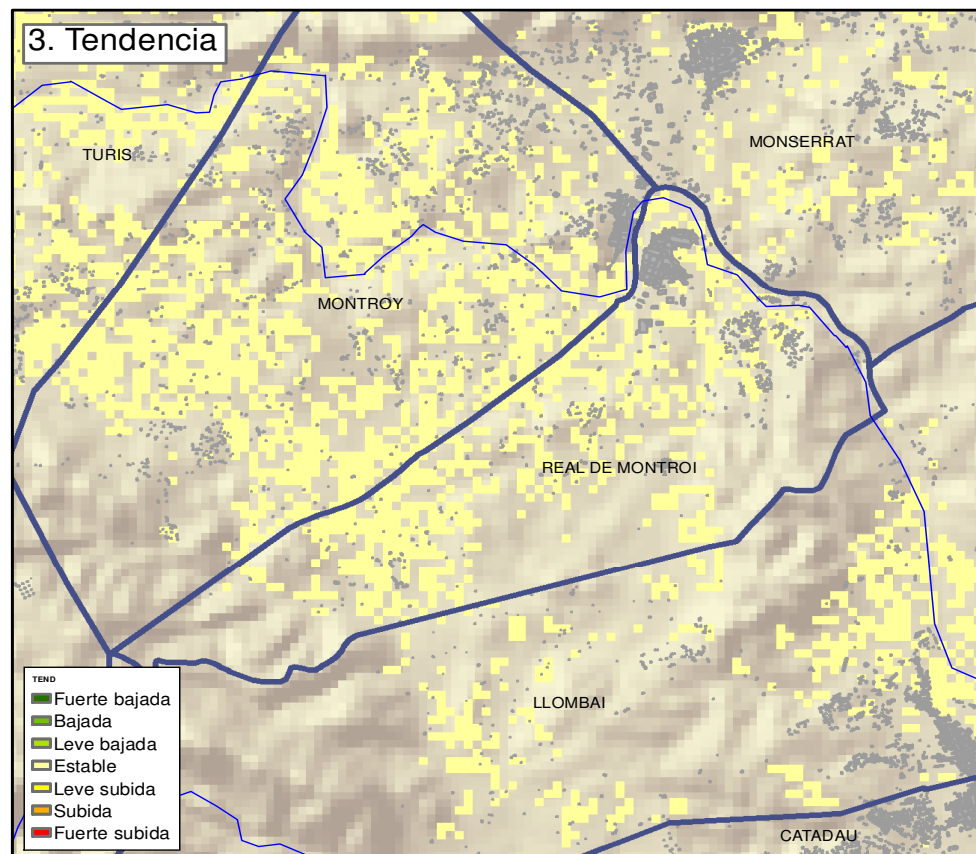 3. Tendencia
TURIS
MONSERRAT
MONTROY
REAL DE MONTROI
LLOMBAI
CATADAU
TEND
Fuerte bajada
Bajada
Leve bajada
Estable
Leve subida
Subida
Fuerte subida